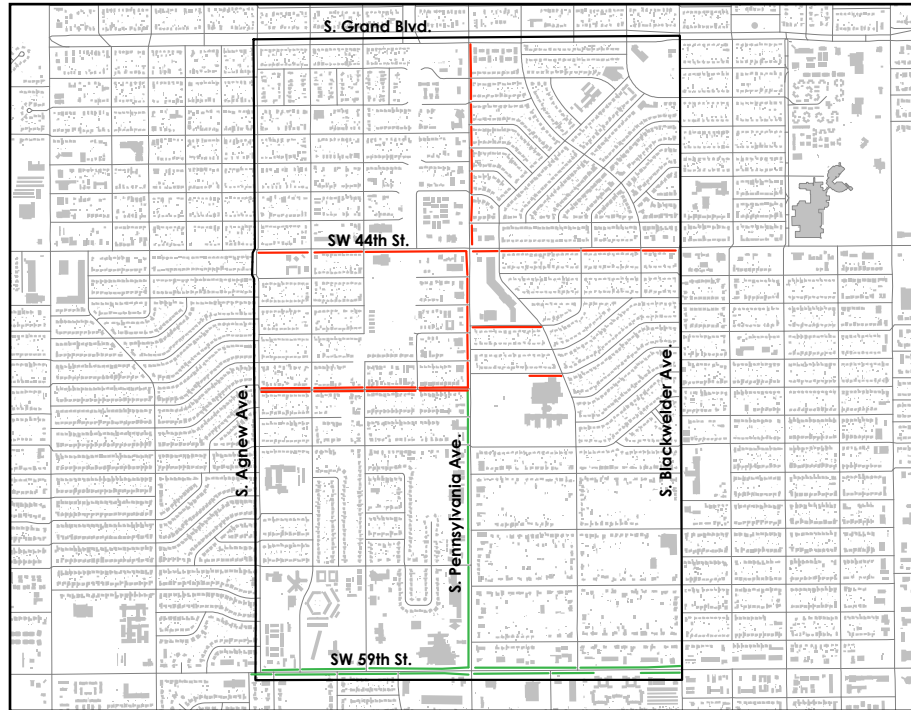 S. Grand Blvd.
SW 44th St.
S. Agnew Ave.
S. Pennsylvania Ave.
S. Blackwelder Ave.
SW 59th St.